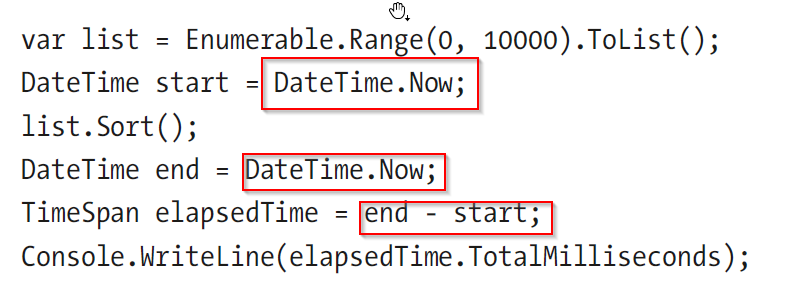 var list = Enumerable.Range(0, 10000).ToList();
DateTime start = DateTime.Now;
list.Sort();
DateTime end = DateTime.Now;
TimeSpan elapsedTime = end - start;
Console.WriteLine(elapsedTime.TotalMilliseconds);